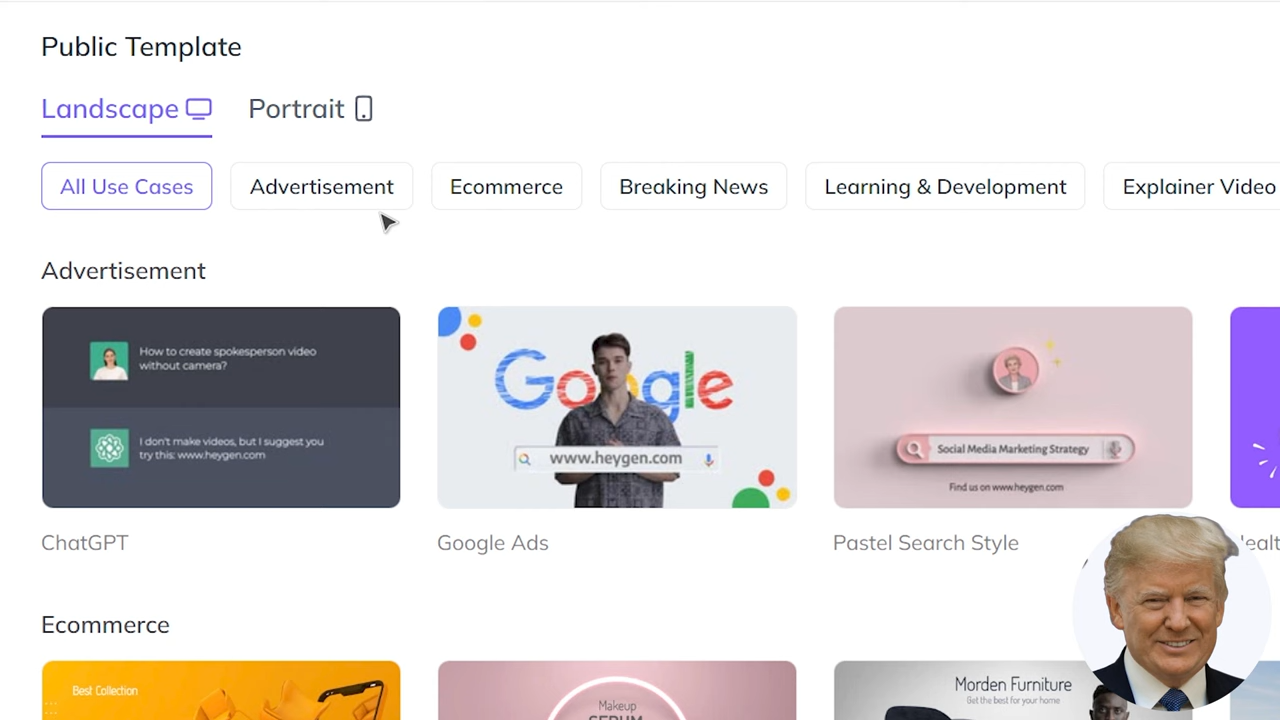 Public Template
Landscape
Portrait
All Use Cases
Advertisement
Ecommerce
Breaking News
Learning & Development
Explainer Video
Advertisement
How to create spokesperson video
without camera?
I don't make videos, but I suggest you
try this: www.heygen.com
Google
www.heygen.com
Social Media Marketing Strategy
Find us on www.heygen.com
ChatGPT
Google Ads
Pastel Search Style
Ecommerce
Best Collection
Makeup
SERUM
Morden Furniture
Get the best for your home